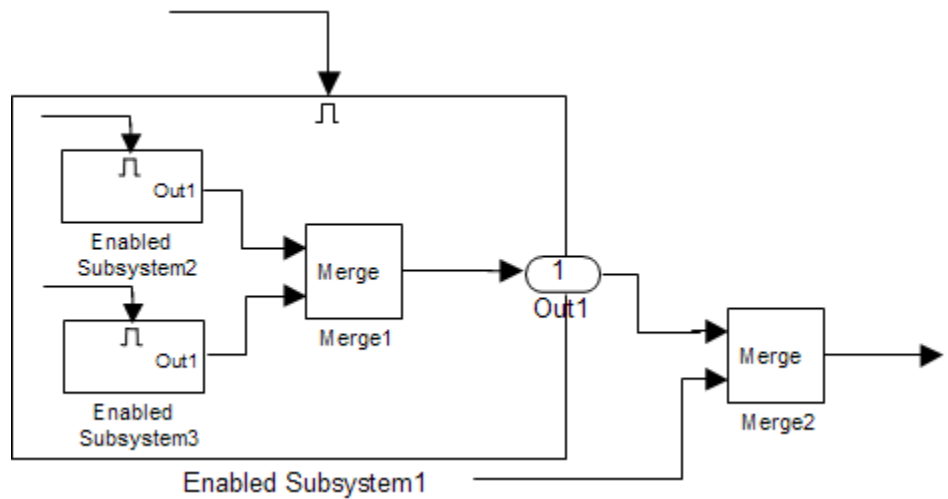 Out1
Enabled
Subsystem2
Merge
Merge1
1
Out1
Out1
Enabled
Subsystem3
Merge
Merge2
Enabled Subsystem1